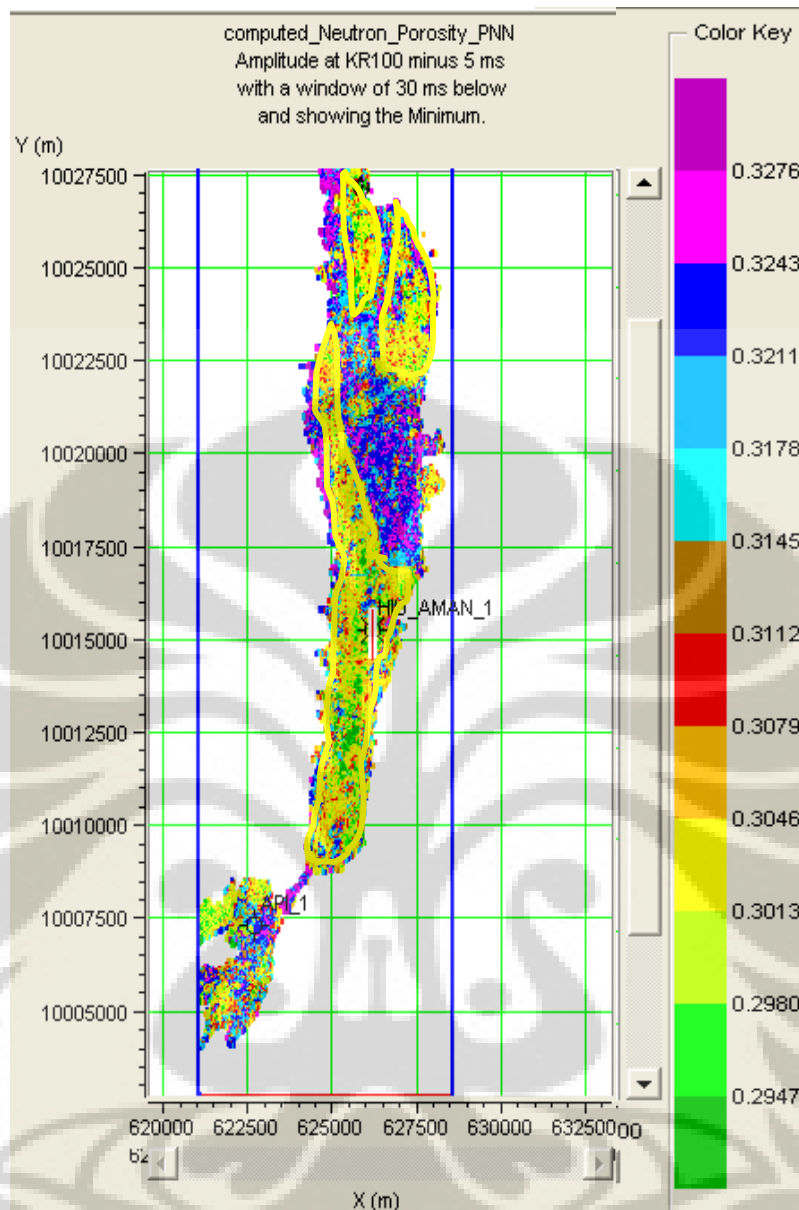 computed_Neutron_Porosity_PNN
Amplitude at KR100 minus 5 ms
with a window of 30 ms below
and showing the Minimum.
Color Key
Y (m)
10027500
10025000
10022500
10020000
10017500
10015000
10012500
10010000
10007500
10005000
API_1
0.3276
0.3243
0.3211
0.3178
0.3145
0.3112
0.3079
0.3046
0.3013
0.2980
0.2947
620000 622500 625000 627500 630000 632500
X (m)